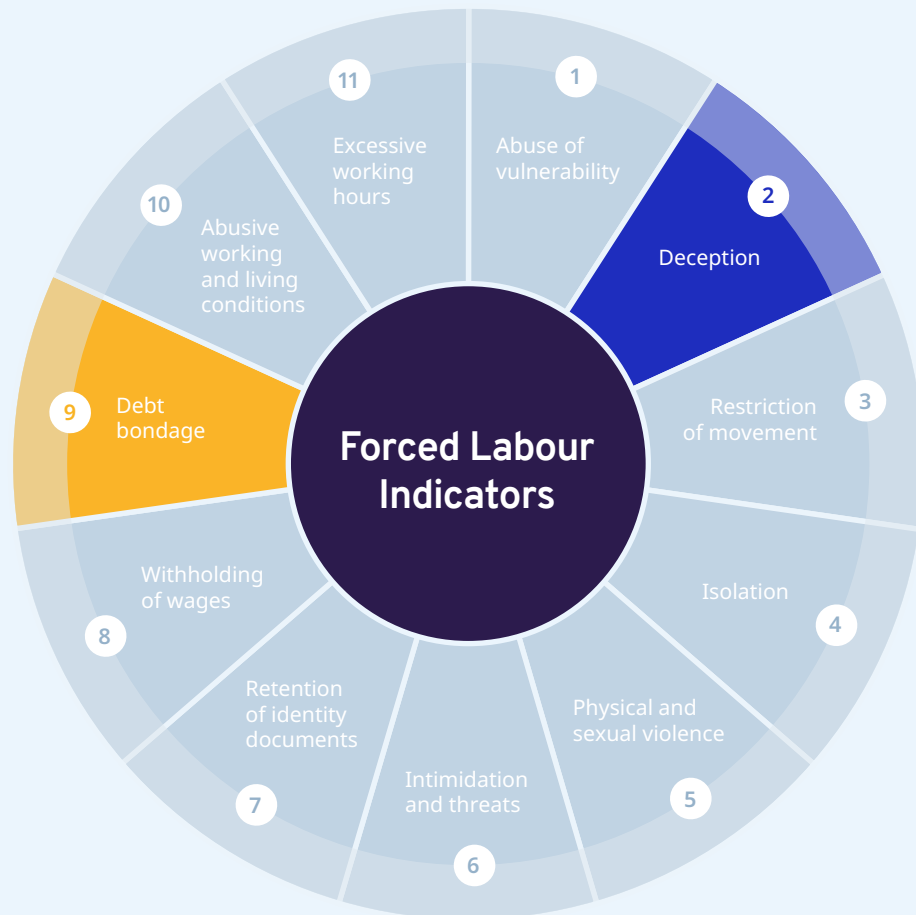 Forced Labour
Indicators
1
Abuse of
vulnerability
2
Deception
3
Restriction
of movement
4
Isolation
5
Physical and
sexual violence
6
Intimidation
and threats
7
Retention
of identity
documents
8
Withholding
of wages
9
Debt
bondage
10
Abusive
working
and living
conditions
11
Excessive
working
hours